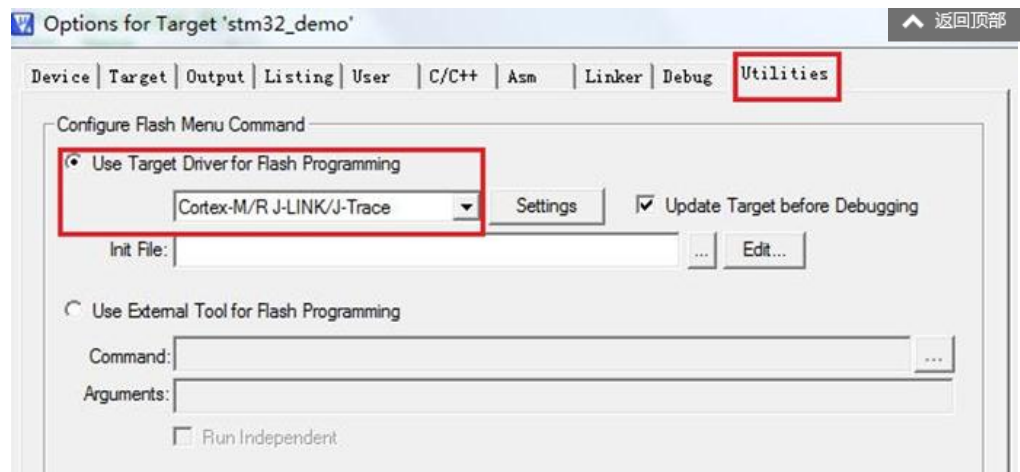 Options for Target 'stm32_demo'
返回顶部
Device Target Output Listing User C/C++ Asm Linker Debug Utilities
Configure Flash Menu Command
Use Target Driver for Flash Programming
Cortex-M/R J-LINK/J-Trace Settings Update Target before Debugging
Init File: ... Edit...
Use External Tool for Flash Programming
Command: ...
Arguments:
Run Independent